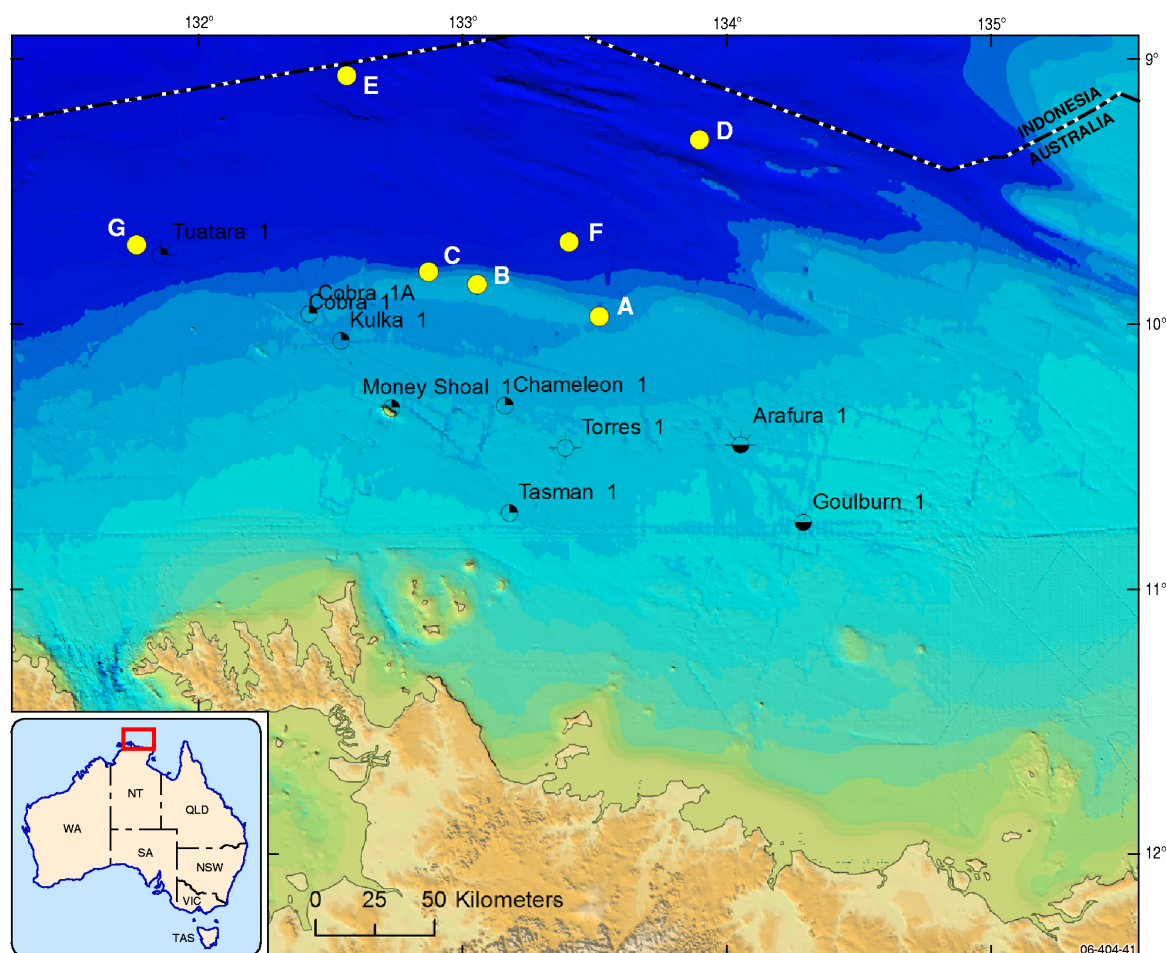 132°
133°
134°
135°
9°
E
INDONESIA
AUSTRALIA
D
G
Tuatara 1
F
C
B
Cobra 1A
Cobra 1
A
Kulka 1
10°
Money Shoal 1
Chameleon 1
Torres 1
Arafura 1
Tasman 1
Goulburn 1
11°
NT
QLD
WA
SA
NSW
VIC
TAS
12°
0 25 50 Kilometers
06-404-41